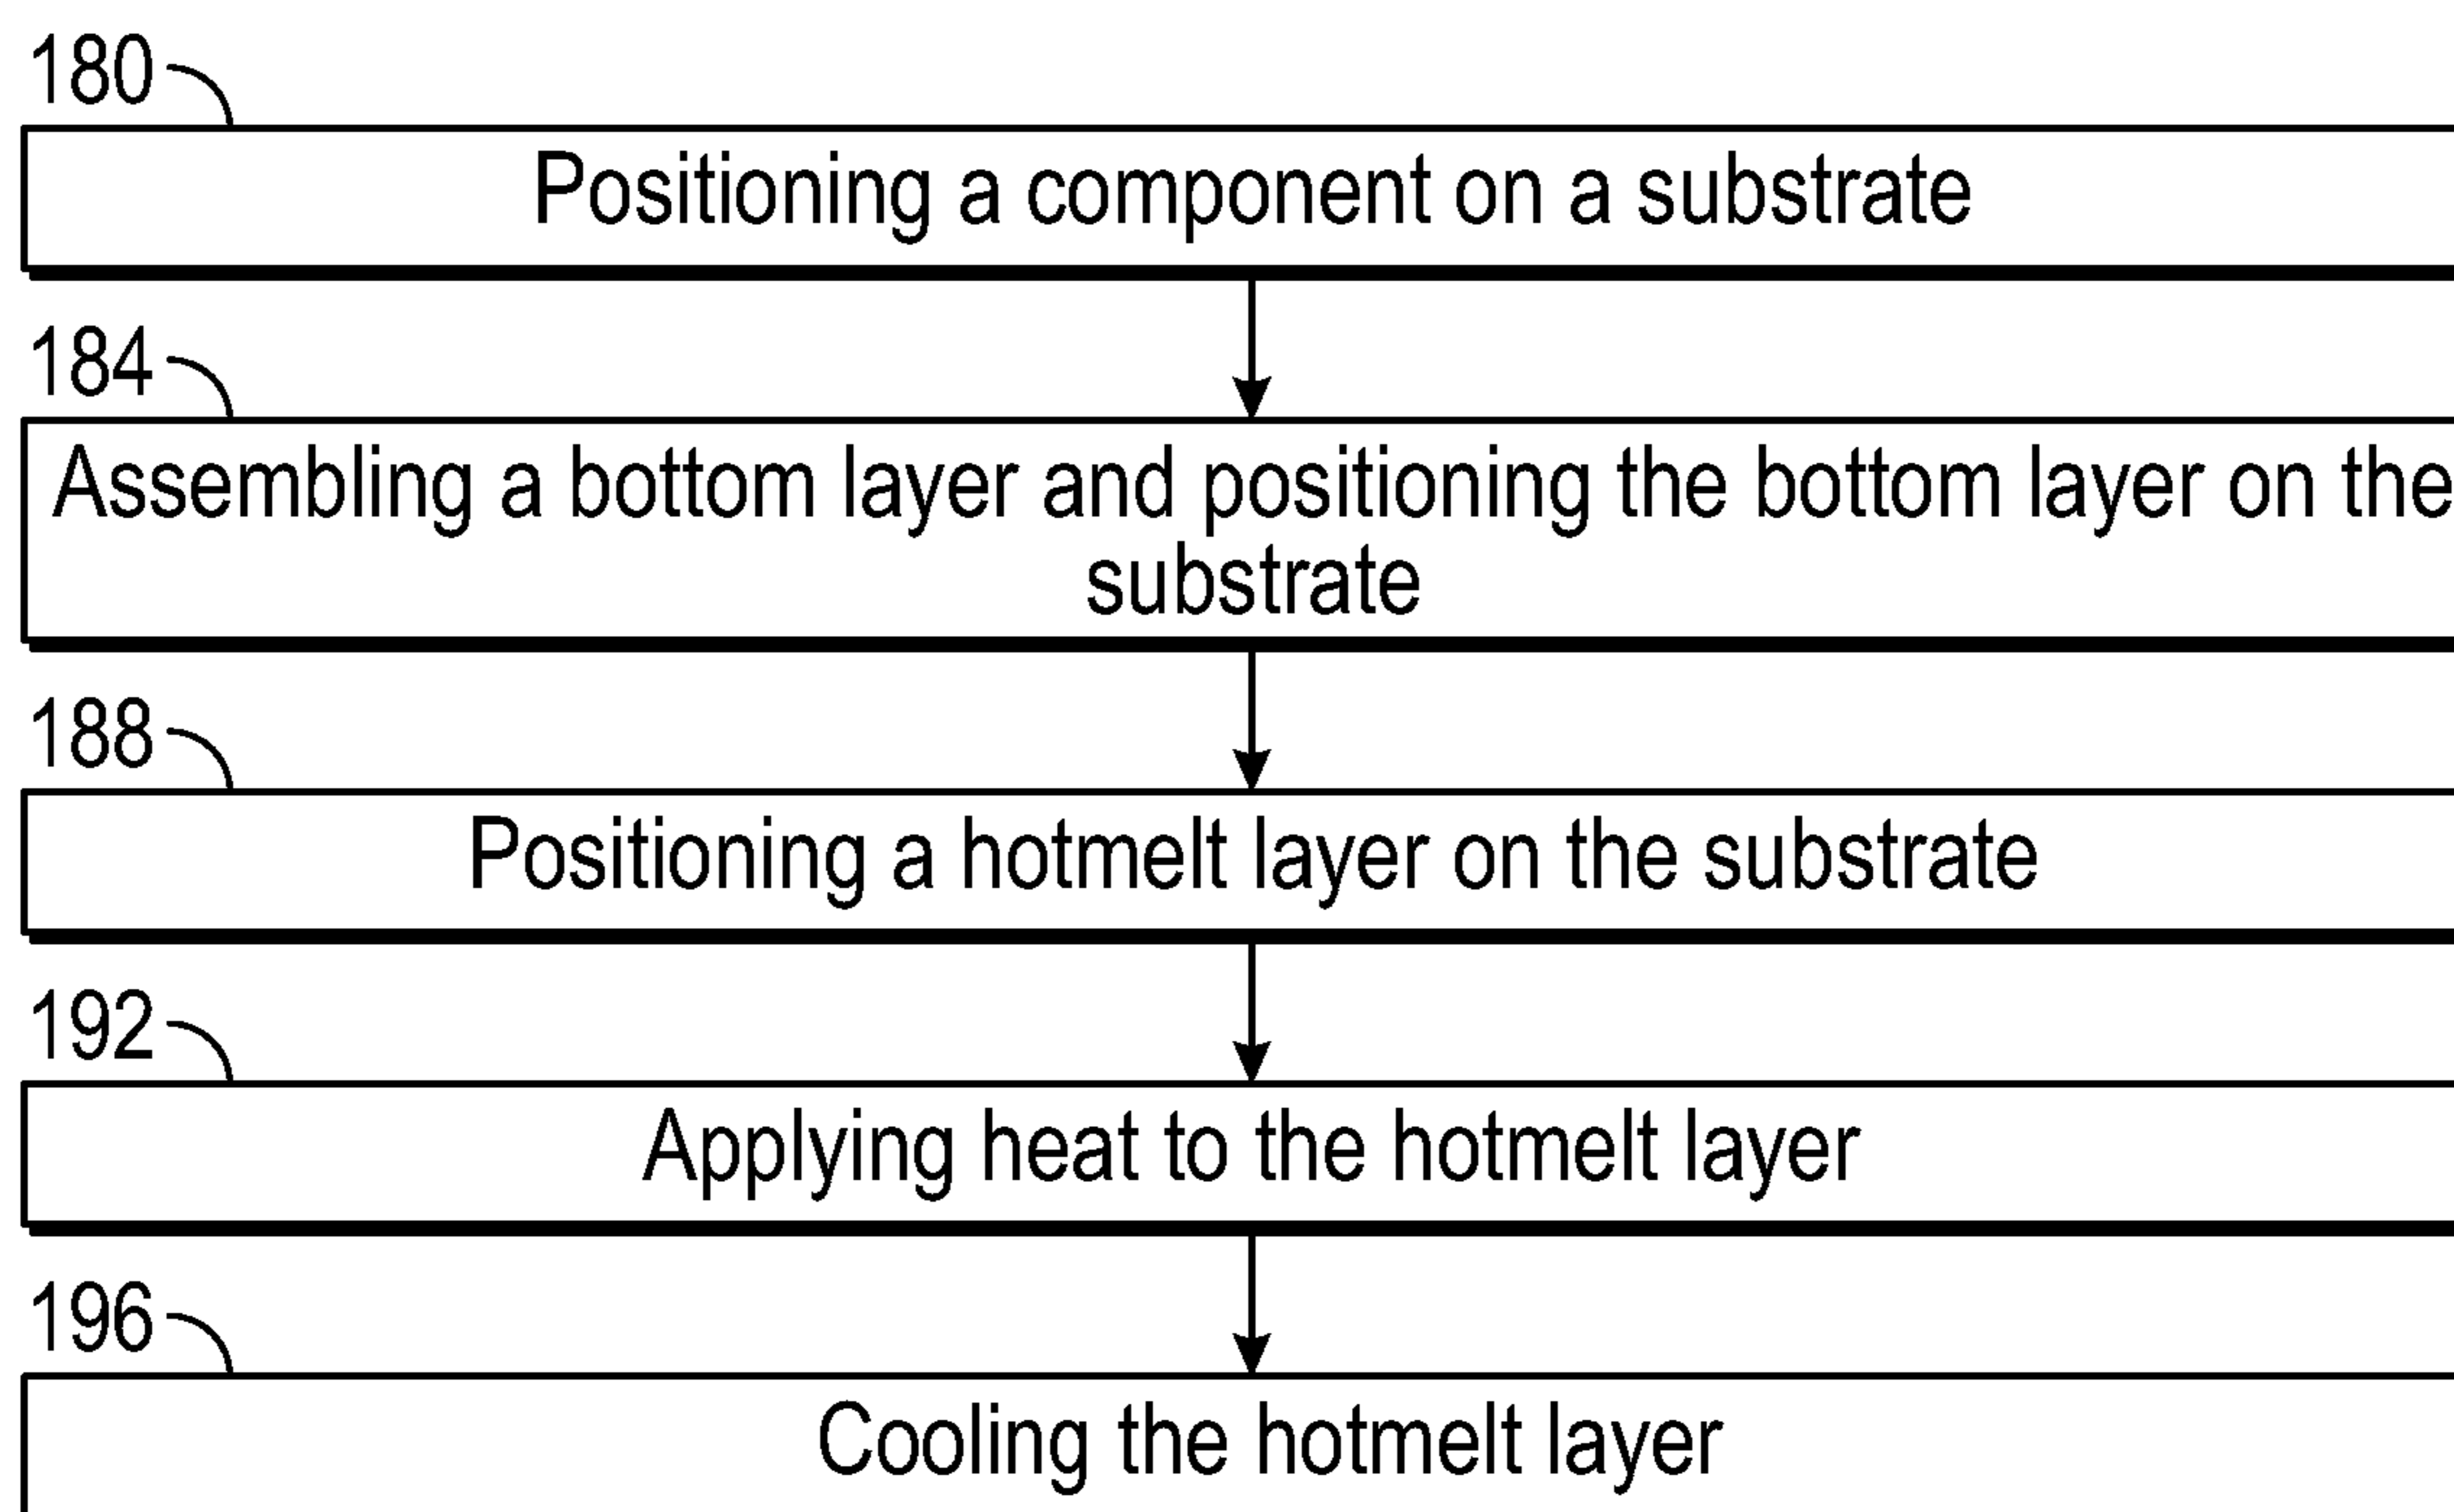 180
Positioning a component on a substrate
184
Assembling a bottom layer and positioning the bottom layer on the
substrate
188
Positioning a hotmelt layer on the substrate
192
Applying heat to the hotmelt layer
196
Cooling the hotmelt layer